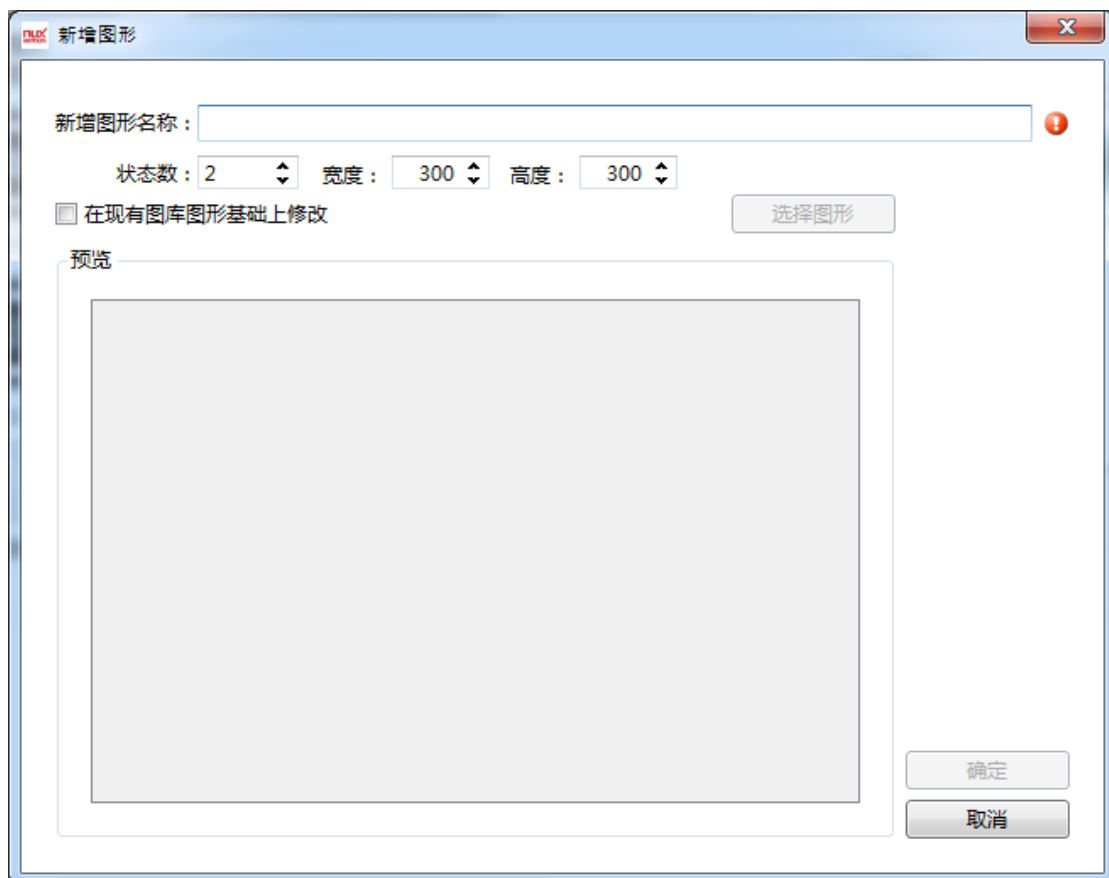 新增图形
新增图形名称：
状态数：2 宽度： 300 高度： 300
在现有图库图形基础上修改 选择图形
预览
确定
取消